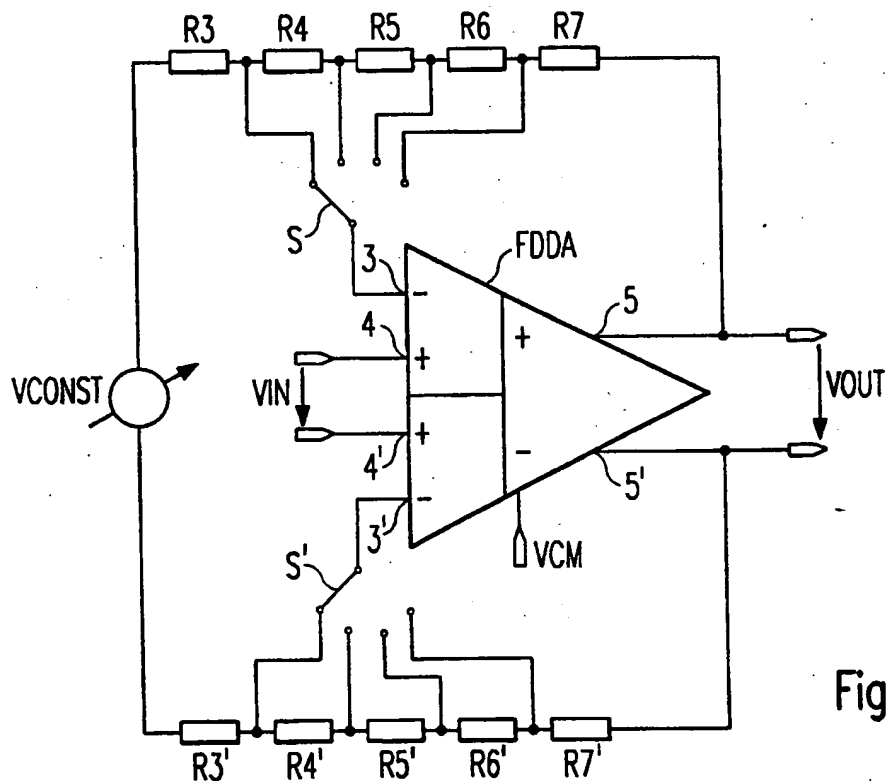 R3 R4 R5 R6 R7
S
FDDA
3
-
5
4
+
+
VCONST
VIN
VOUT
+
4'
-
5'
-
3'
S'
VCM
Fig
R3' R4' R5' R6' R7'